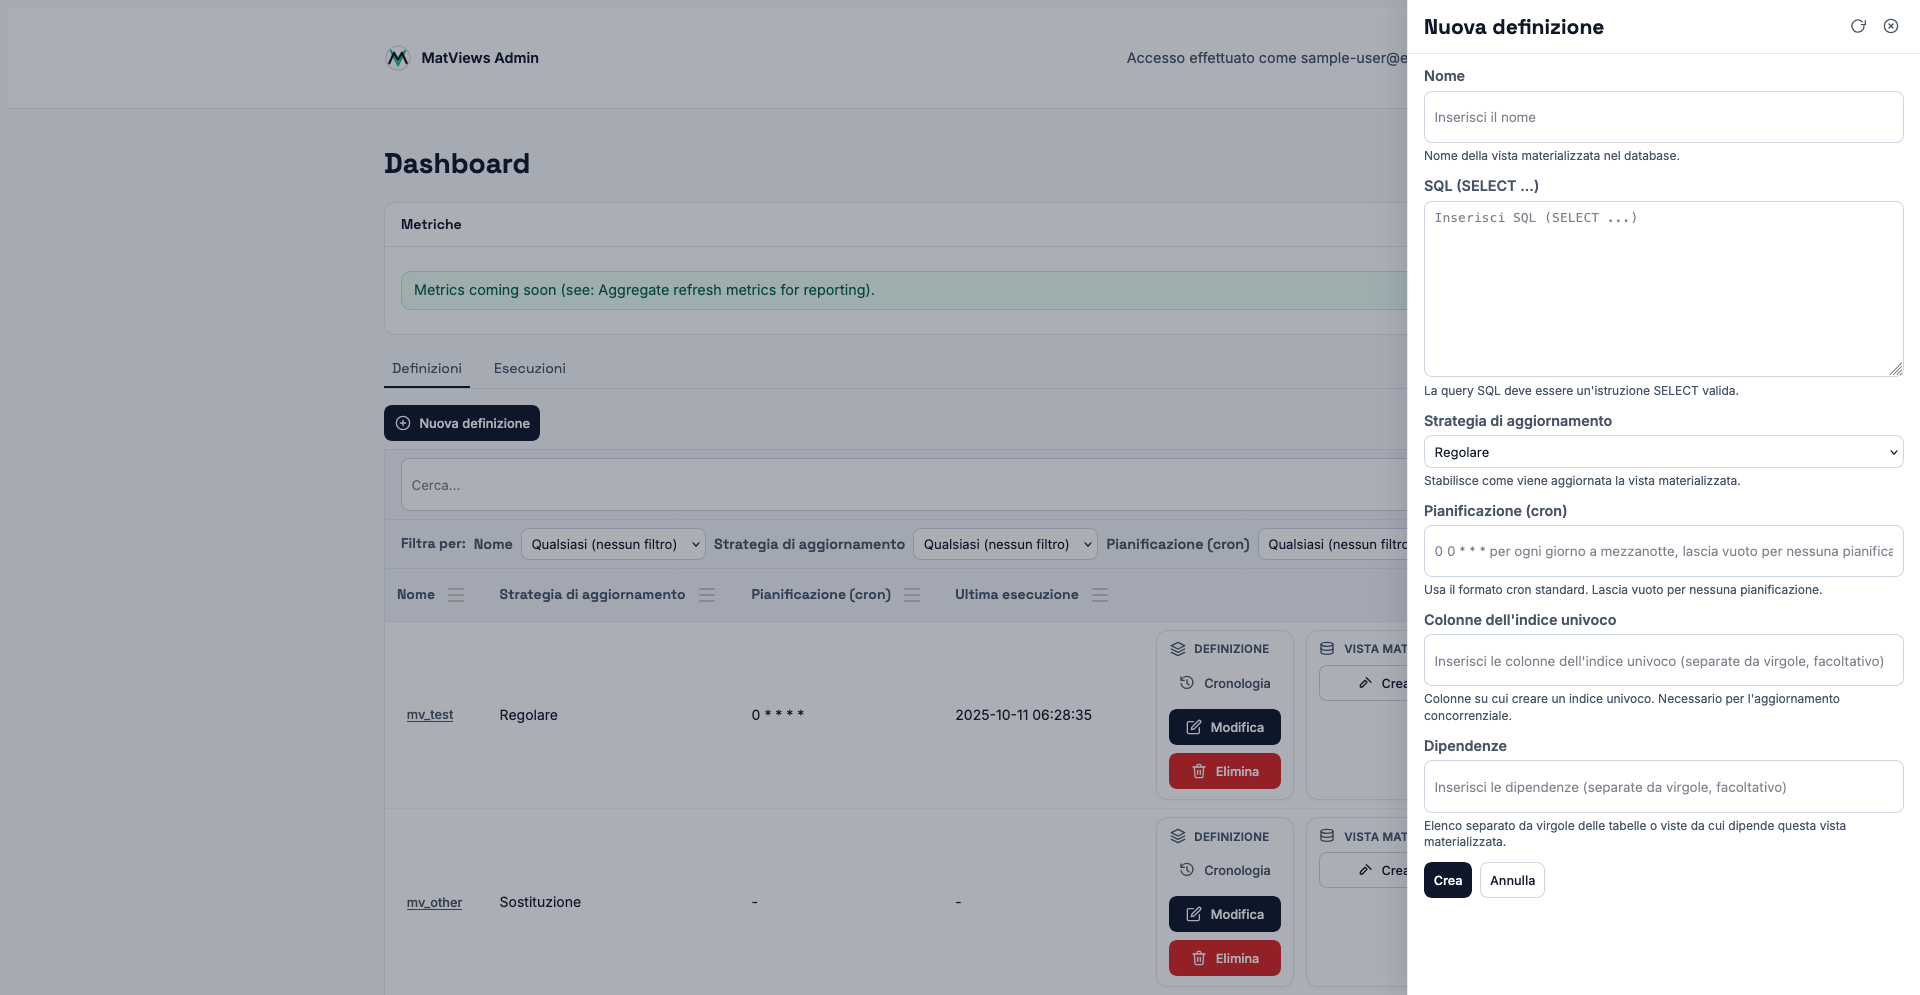 MatViews Admin
Accesso effettuato come sample-user@e
Dashboard
Metriche
Metrics coming soon (see: Aggregate refresh metrics for reporting).
Definizioni
Esecuzioni
Nuova definizione
Cerca...
Filtra per: Nome Qualsiasi (nessun filtro) Strategia di aggiornamento Qualsiasi (nessun filtro) Pianificazione (cron) Qualsiasi (nessun filtro
Nome Strategia di aggiornamento Pianificazione (cron) Ultima esecuzione
mv_test Regolare 0 * * * * 2025-10-11 06:28:35
DEFINIZIONE
Cronologia
Modifica
Elimina
VISTA MAT
Crea
mv_other Sostituzione - -
DEFINIZIONE
Cronologia
Modifica
Elimina
VISTA MAT
Crea
Nuova definizione
Nome
Inserisci il nome
Nome della vista materializzata nel database.
SQL (SELECT ...)
Inserisci SQL (SELECT ...)
La query SQL deve essere un'istruzione SELECT valida.
Strategia di aggiornamento
Regolare
Stabilisce come viene aggiornata la vista materializzata.
Pianificazione (cron)
0 0 * * * per ogni giorno a mezzanotte, lascia vuoto per nessuna pianifica
Usa il formato cron standard. Lascia vuoto per nessuna pianificazione.
Colonne dell'indice univoco
Inserisci le colonne dell'indice univoco (separate da virgole, facoltativo)
Colonne su cui creare un indice univoco. Necessario per l'aggiornamento
concorrenziale.
Dipendenze
Inserisci le dipendenze (separate da virgole, facoltativo)
Elenco separato da virgole delle tabelle o viste da cui dipende questa vista
materializzata.
Crea
Annulla